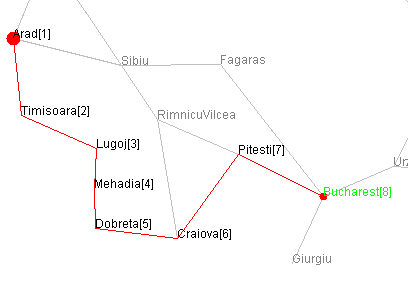 Arad[1]
Sibiu
Fagaras
Timisoara[2]
RimnicuVilcea
Lugoj[3]
Pitesti[7]
Mehadia[4]
Bucharest[8]
Dobreta[5]
Craiova[6]
Giurgiu